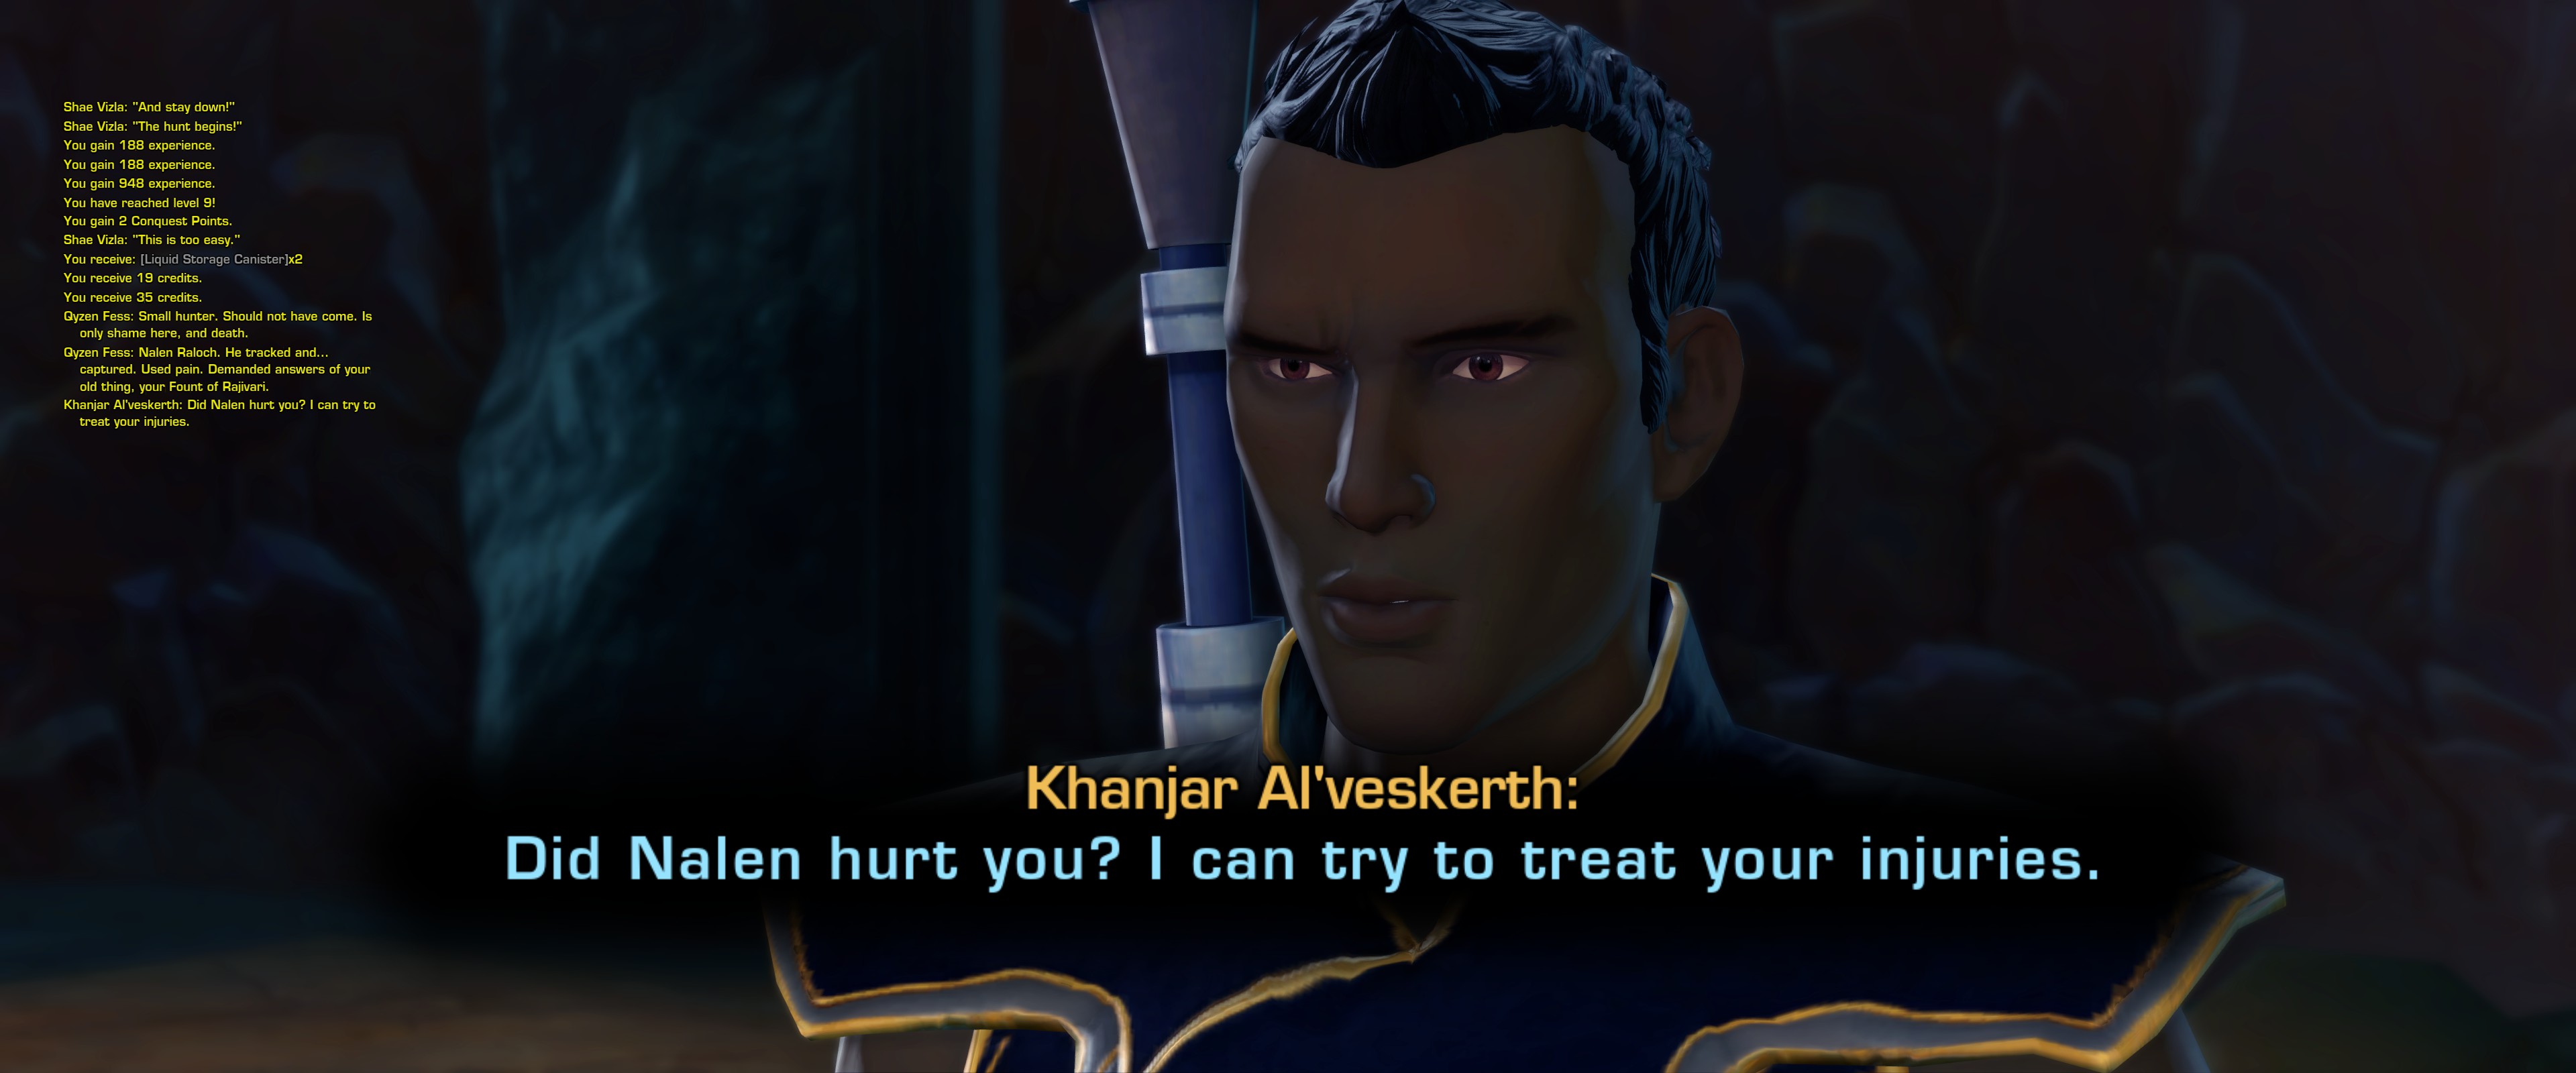 Shae Vizla: "And stay down!"
Shae Vizla: "The hunt begins!"
You gain 188 experience.
You gain 188 experience.
You gain 948 experience.
You have reached level 9!
You gain 2 Conquest Points.
Shae Vizla: "This is too easy."
You receive: [Liquid Storage Canister]x2
You receive 19 credits.
You receive 35 credits.
Qyzen Fess: Small hunter. Should not have come. Is
only shame here, and death.
Qyzen Fess: Nalen Raloch. He tracked and...
captured. Used pain. Demanded answers of your
old thing, your Fount of Rajivari.
Khanjar Al'veskerth: Did Nalen hurt you? I can try to
treat your injuries.
Khanjar Al'veskerth:
Did Nalen hurt you? I can try to treat your injuries.